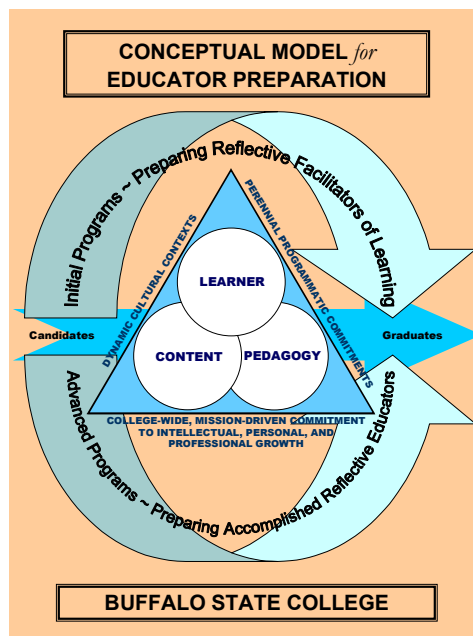 CONCEPTUAL MODEL for
EDUCATOR PREPARATION
Initial Programs ~ Preparing Reflective Facilitators of Learning
DYNAMIC CULTURAL CONTEXTS
PERENNIAL PROGRAMMATIC COMMITMENTS
LEARNER
Candidates
Graduates
CONTENT
PEDAGOGY
COLLEGE-WIDE, MISSION-DRIVEN COMMITMENT
TO INTELLECTUAL, PERSONAL, AND
PROFESSIONAL GROWTH
Advanced Programs ~ Preparing Accomplished Reflective Educators
BUFFALO STATE COLLEGE